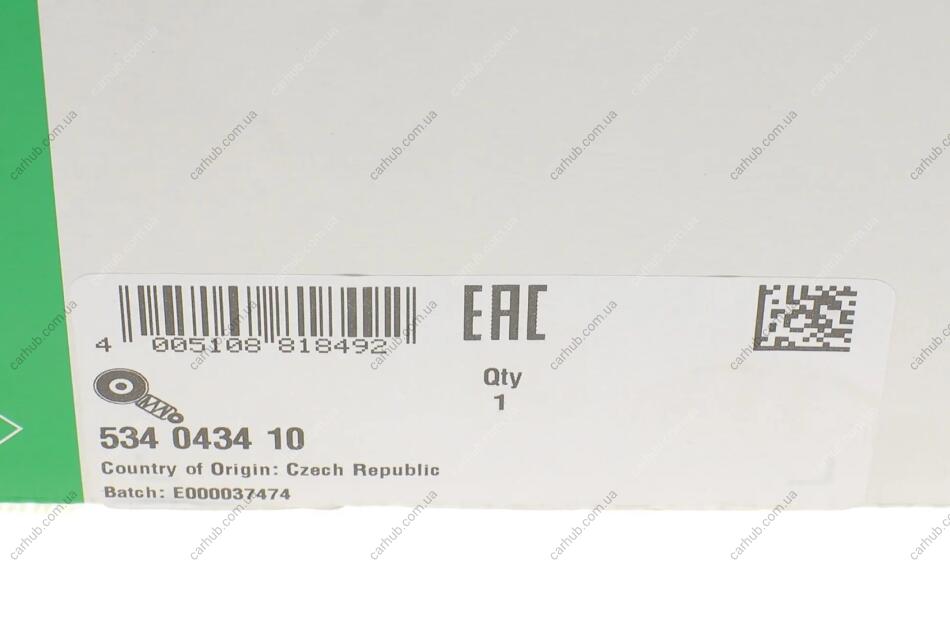 EAC
4 005108 818492
Qty
1
534 0434 10
Country of Origin: Czech Republic
Batch: E000037474
carhub.com.ua